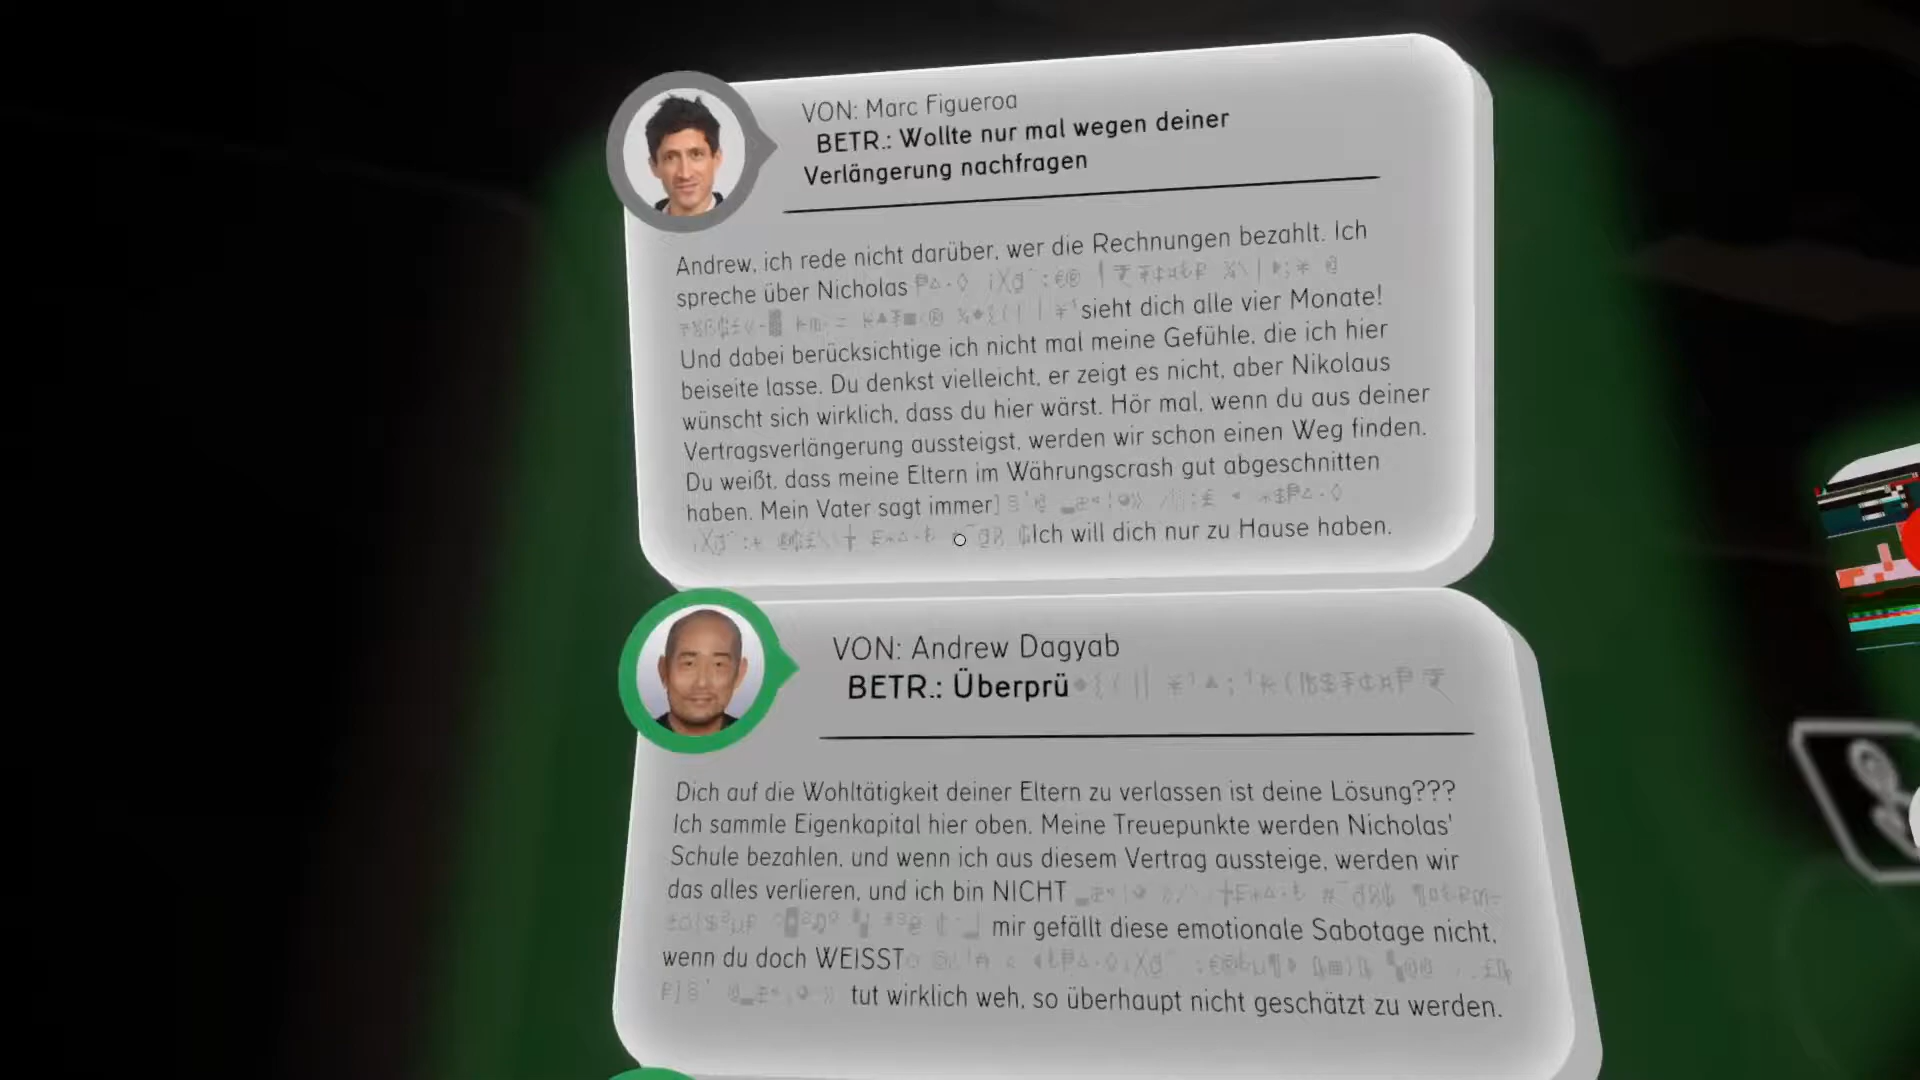 VON: Marc Figueroa
BETR.: Wollte nur mal wegen deiner
Verlängerung nachfragen
Andrew, ich rede nicht darüber, wer die Rechnungen bezahlt. Ich
spreche über Nicholas
sieht dich alle vier Monate!
Und dabei berücksichtige ich nicht mal meine Gefühle, die ich hier
beiseite lasse. Du denkst vielleicht, er zeigt es nicht, aber Nikolaus
wünscht sich wirklich, dass du hier wärst. Hör mal, wenn du aus deiner
Vertragsverlängerung aussteigst, werden wir schon einen Weg finden.
Du weißt, dass meine Eltern im Währungscrash gut abgeschnitten
haben. Mein Vater sagt immer
Ich will dich nur zu Hause haben.
VON: Andrew Dagyab
BETR.: Überprü
Dich auf die Wohltätigkeit deiner Eltern zu verlassen ist deine Lösung???
Ich sammle Eigenkapital hier oben. Meine Treuepunkte werden Nicholas'
Schule bezahlen, und wenn ich aus diesem Vertrag aussteige, werden wir
das alles verlieren, und ich bin NICHT
mir gefällt diese emotionale Sabotage nicht,
wenn du doch WEISST
tut wirklich weh, so überhaupt nicht geschätzt zu werden.